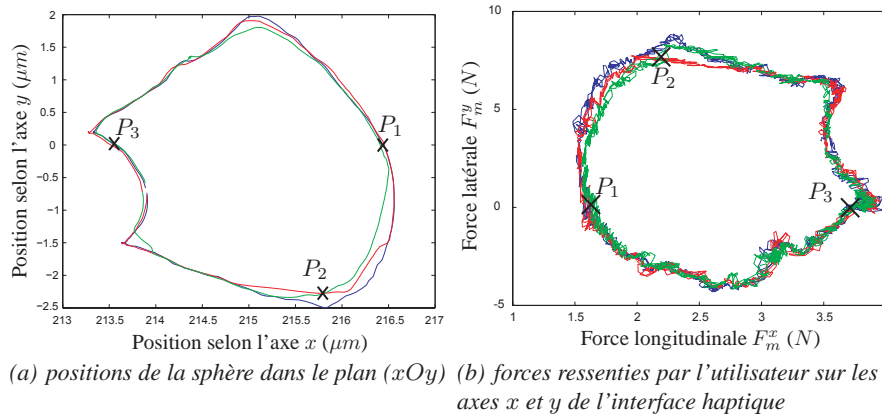 2
1.5
1
0.5
0
−0.5
−1
−1.5
−2
−2.5
213
213.5
214
214.5
215
215.5
216
216.5
217
Position selon l'axe y (μm)
Position selon l'axe x (μm)
P3
P1
P2
10
5
0
−5
1
1.5
2
2.5
3
3.5
Force latérale F_m^y (N)
Force longitudinale F_m^x (N)
P2
P1
P3
(a) positions de la sphère dans le plan (xOy)
(b) forces ressenties par l'utilisateur sur les
axes x et y de l'interface haptique